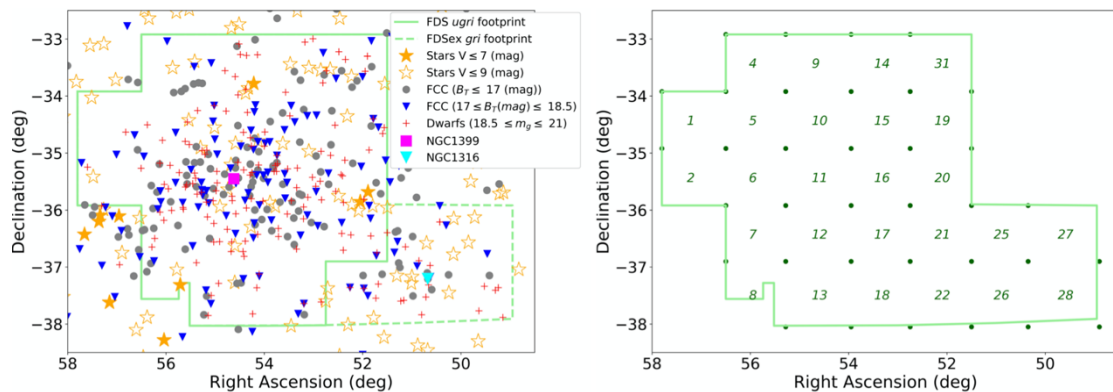 FDS ugri footprint
FDSex gri footprint
Stars V ≤ 7 (mag)
Stars V ≤ 9 (mag)
FCC (B_T ≤ 17 (mag))
FCC (17 ≤ B_T(mag) ≤ 18.5)
Dwarfs (18.5 ≤ m_g ≤ 21)
NGC1399
NGC1316
−33
−34
−35
−36
−37
−38
Declination (deg)
58 56 54 52 50
Right Ascension (deg)
−33
−34
−35
−36
−37
−38
Declination (deg)
4 9 14 31
1 5 10 15 19
2 6 11 16 20
7 12 17 21 25 27
8 13 18 22 26 28
58 56 54 52 50
Right Ascension (deg)